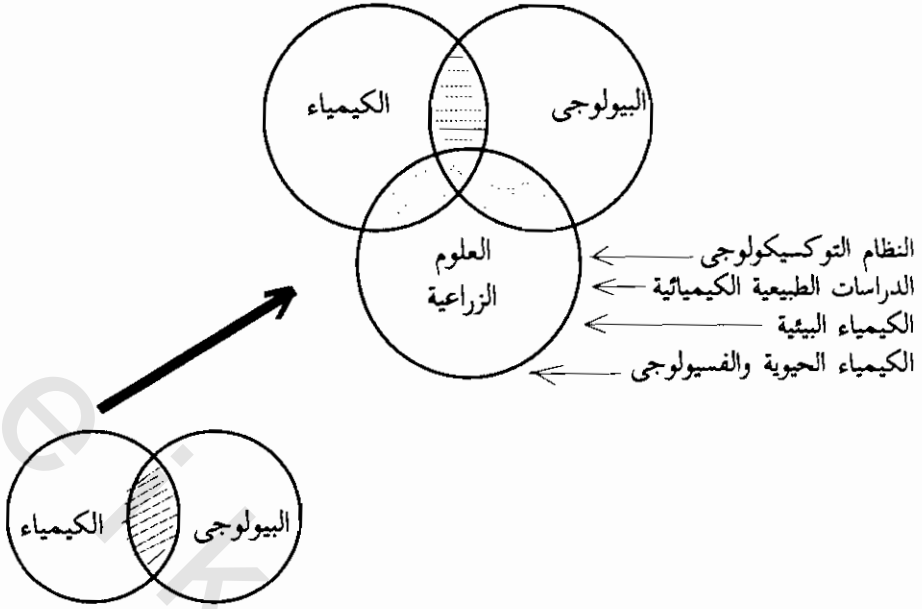 البيولوجى
الكيمياء
العلوم
الزراعية
النظام التوكسيكولوجى
الدراسات الطبيعية الكيميائية
الكيمياء البيئية
الكيمياء الحيوية والفسيولوجى
البيولوجى
الكيمياء